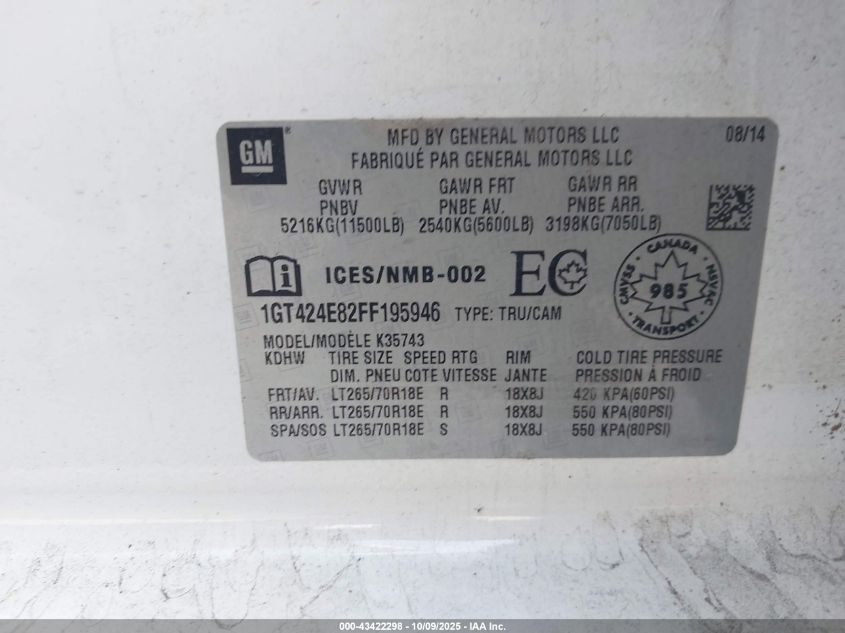 GM
MFD BY GENERAL MOTORS LLC 08/14
FABRIQUÉ PAR GENERAL MOTORS LLC
GVWR GAWR FRT GAWR RR
PNBV PNBE AV. PNBE ARR.
5216KG(11500LB) 2540KG(5600LB) 3198KG(7050LB)
i ICES/NMB-002 EC
CANADA
CMVSS 985 NSVAC
TRANSPORT
1GT424E82FF195946 TYPE: TRU/CAM
MODEL/MODÈLE K35743
KDHW TIRE SIZE SPEED RTG RIM COLD TIRE PRESSURE
DIM. PNEU COTE VITESSE JANTE PRESSION À FROID
FRT/AV. LT265/70R18E R 18X8J 420 KPA(60PSI)
RR/ARR. LT265/70R18E R 18X8J 550 KPA(80PSI)
SPA/SOS LT265/70R18E S 18X8J 550 KPA(80PSI)
000-43422298 - 10/09/2025 - IAA Inc.